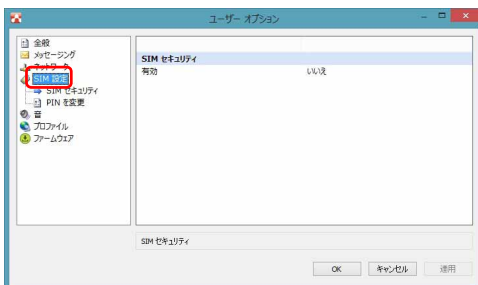 ユーザー オプション
全般
メッセージング
ネットワーク
SIM 設定
SIM セキュリティ
PIN を変更
音
プロファイル
ファームウェア
SIM セキュリティ
有効 いいえ
SIM セキュリティ
OK キャンセル 適用